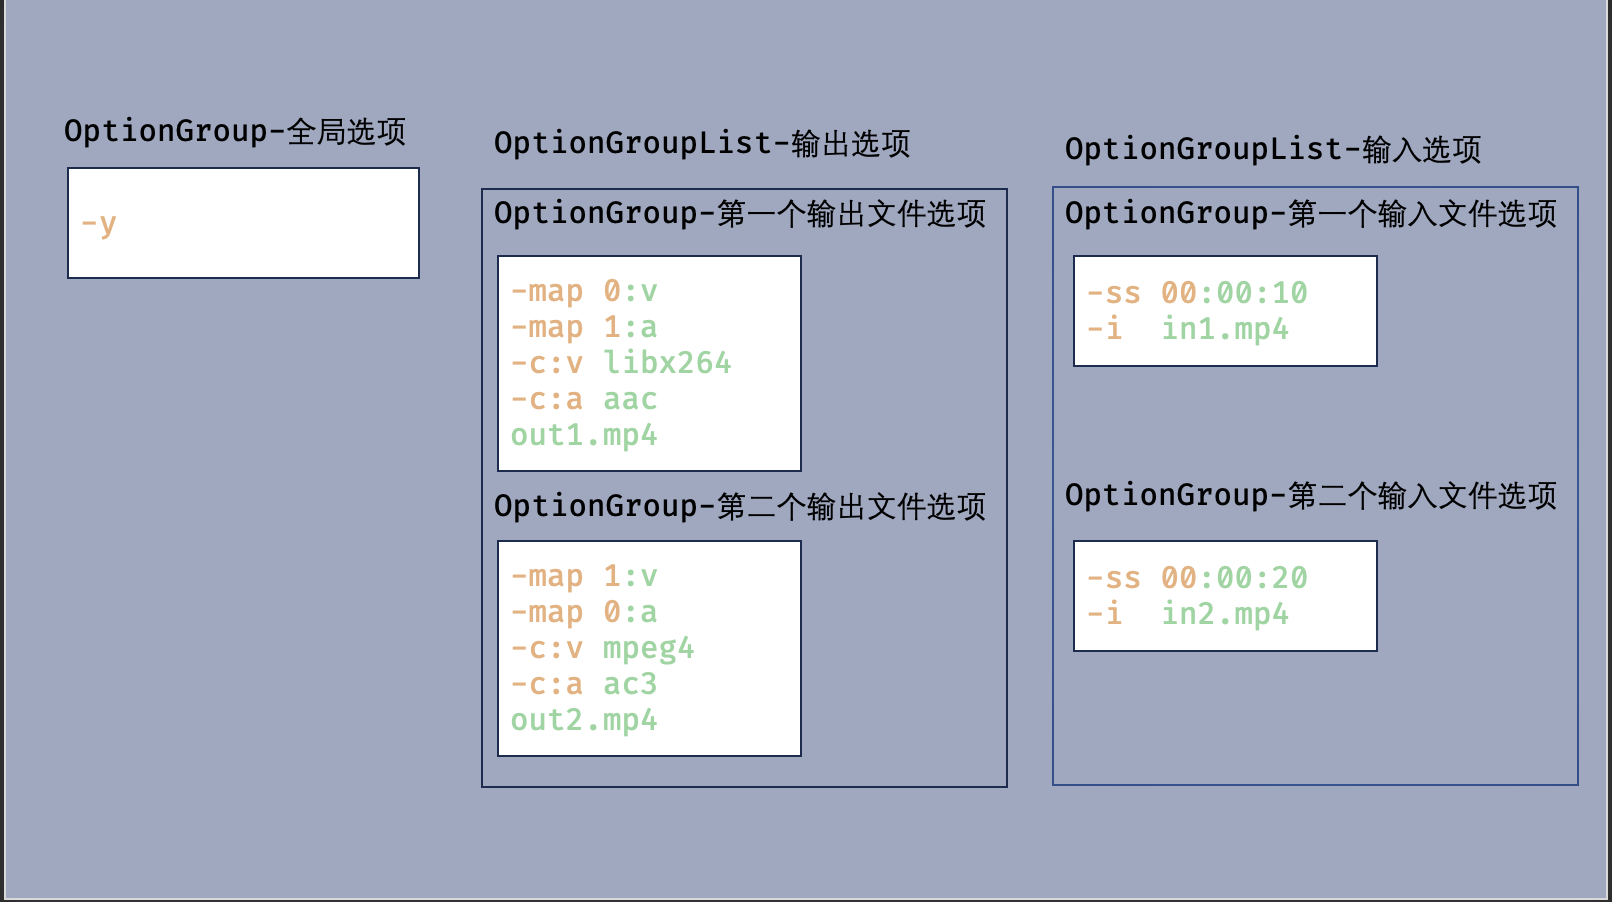 OptionGroup-全局选项
-y
OptionGroupList-输出选项
OptionGroup-第一个输出文件选项
-map 0:v
-map 1:a
-c:v libx264
-c:a aac
out1.mp4
OptionGroup-第二个输出文件选项
-map 1:v
-map 0:a
-c:v mpeg4
-c:a ac3
out2.mp4
OptionGroupList-输入选项
OptionGroup-第一个输入文件选项
-ss 00:00:10
-i  in1.mp4
OptionGroup-第二个输入文件选项
-ss 00:00:20
-i  in2.mp4